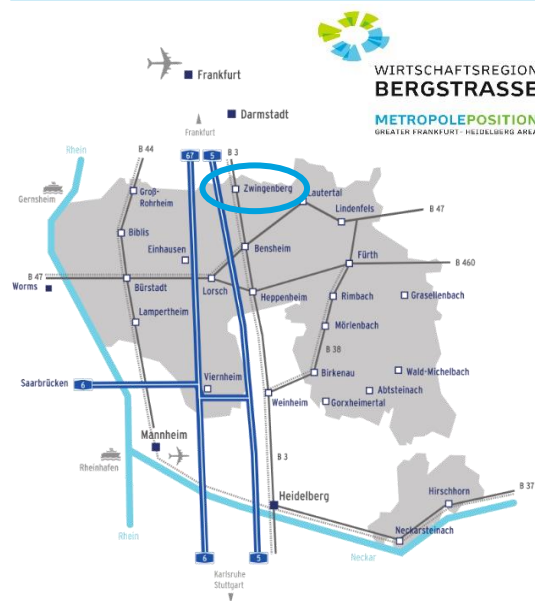 WIRTSCHAFTSREGION
BERGSTRASSE
METROPOLEPOSITION
GREATER FRANKFURT- HEIDELBERG AREA
Frankfurt
Darmstadt
Frankfurt
Rhein
B 44
67
5
B 3
Gernsheim
Groß-
Rohrheim
Zwingenberg
Lautertal
Lindenfels
B 47
Biblis
Einhausen
Bensheim
Fürth
B 460
B 47
Worms
Bürstadt
Lorsch
Heppenheim
Rimbach
Grasellenbach
Lampertheim
Mörlenbach
B 38
Saarbrücken
6
Viernheim
Birkenau
Wald-Michelbach
Abtsteinach
Weinheim
Gorxheimertal
Mannheim
Rheinhafen
B 3
Heidelberg
Hirschhorn
B 37
Rhein
Neckarsteinach
Neckar
6
5
Karlsruhe
Stuttgart